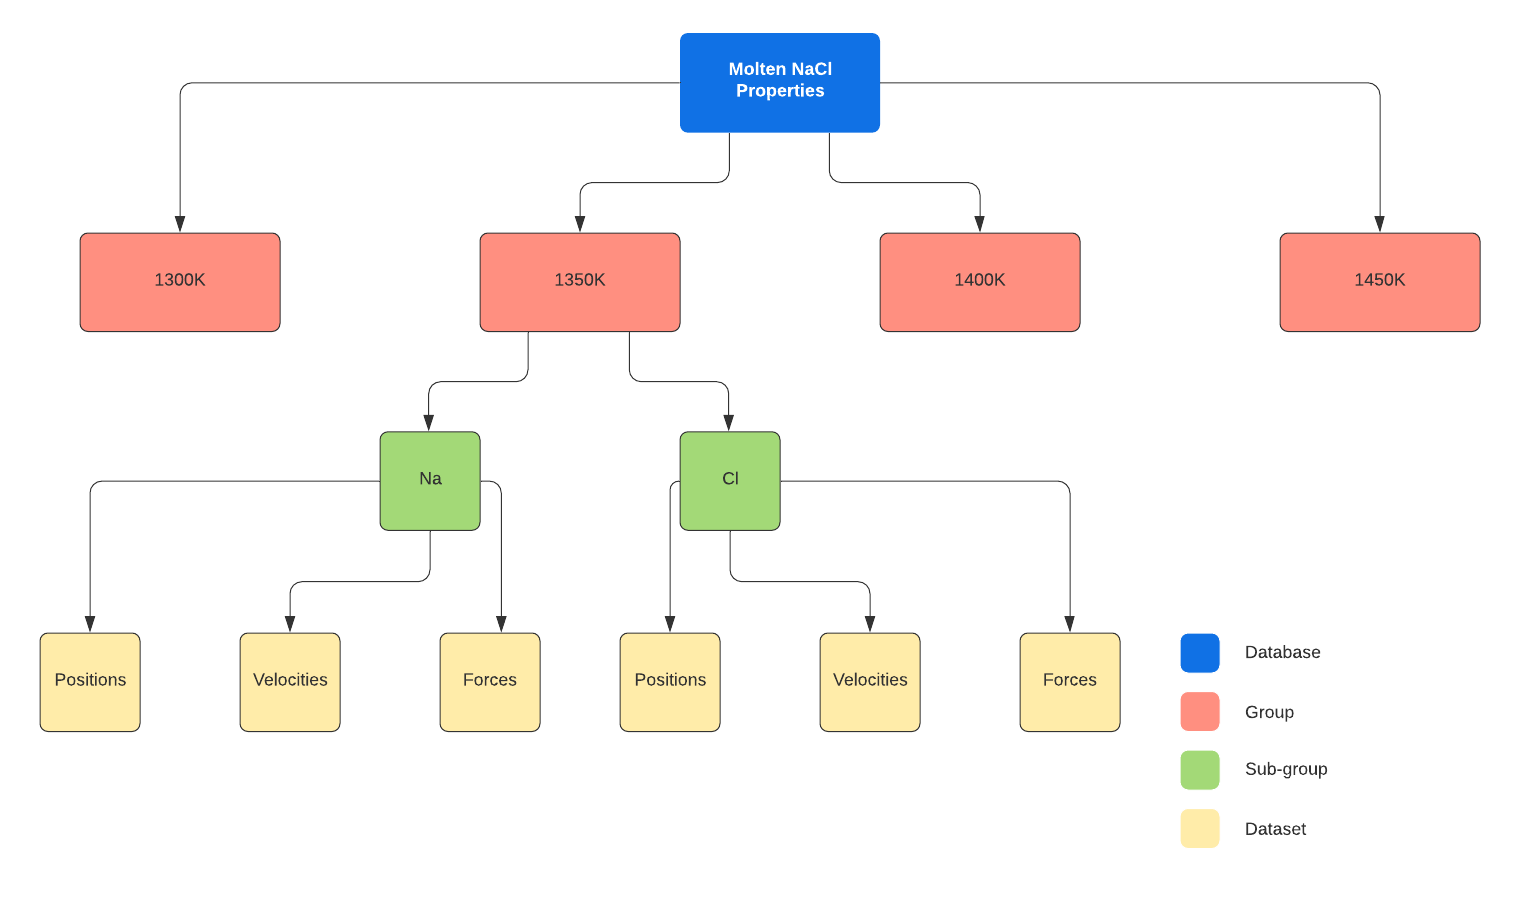 Molten NaCl
Properties
1300K
1350K
1400K
1450K
Na
Cl
Positions
Velocities
Forces
Positions
Velocities
Forces
Database
Group
Sub-group
Dataset